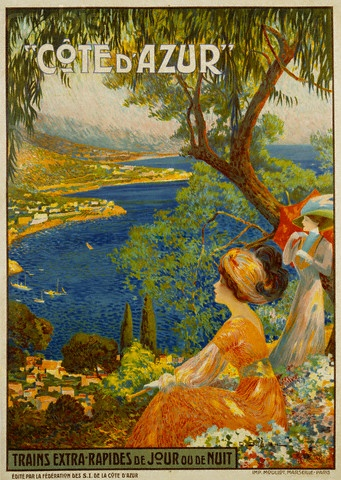 "CÔTE D'AZUR"
TRAINS EXTRA-RAPIDES DE JOUR OU DE NUIT
EDITÉ PAR LA FÉDÉRATION DES S.I. DE LA CÔTE D'AZUR
IMP. MOULLOT, MARSEILLE-PARIS